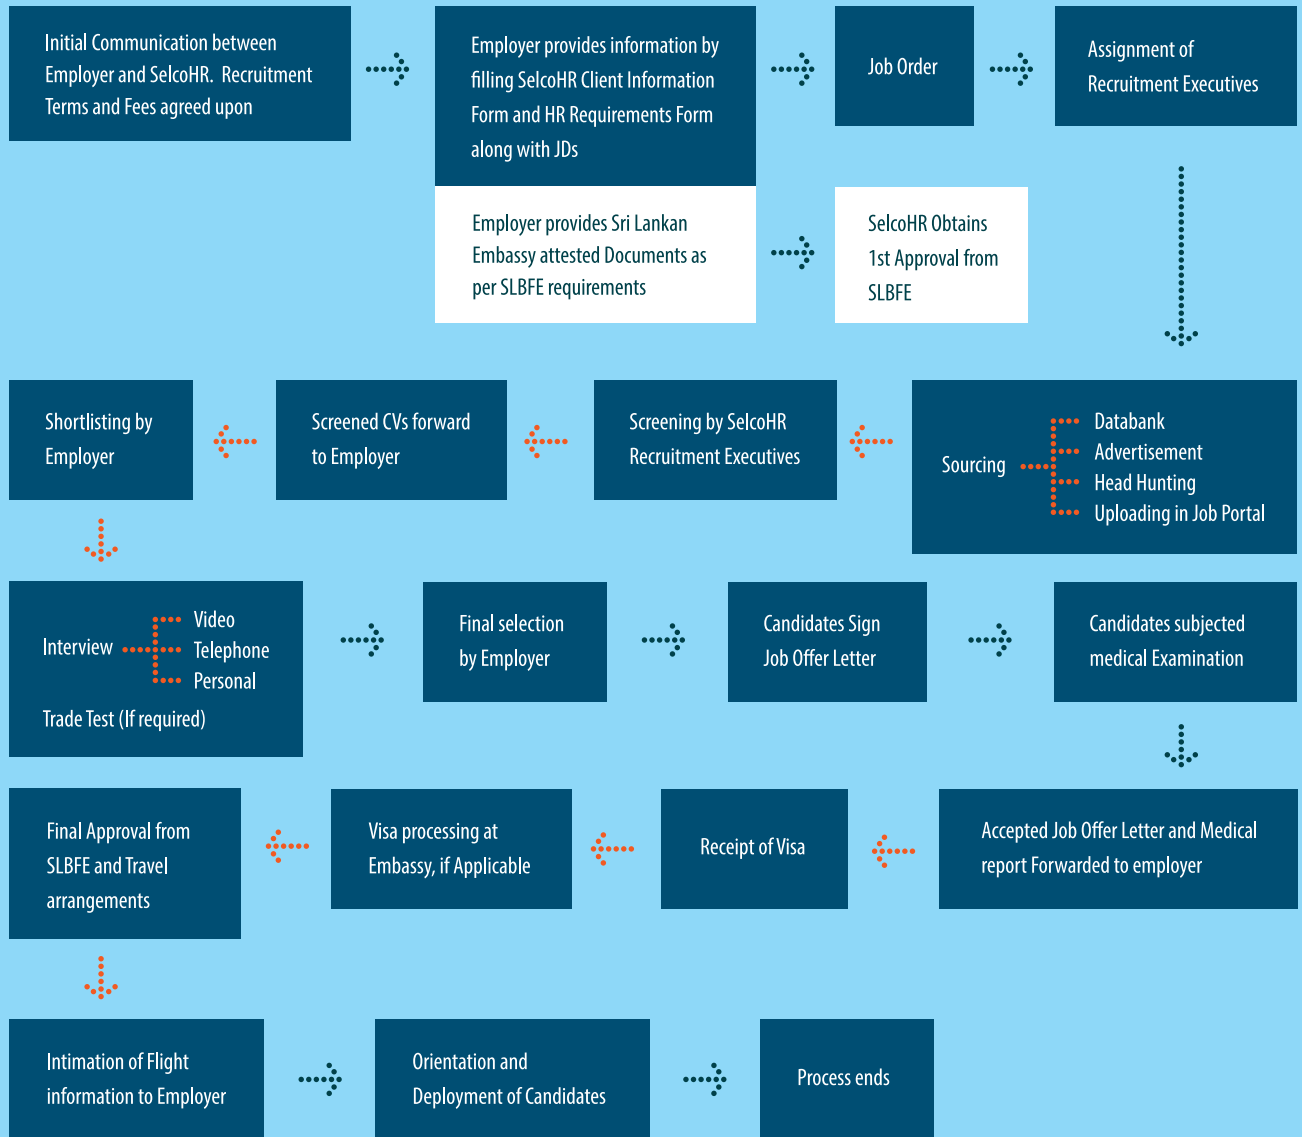 Initial Communication between
Employer and SelcoHR. Recruitment
Terms and Fees agreed upon
Employer provides information by
filling SelcoHR Client Information
Form and HR Requirements Form
along with JDs
Job Order
Assignment of
Recruitment Executives
Employer provides Sri Lankan
Embassy attested Documents as
per SLBFE requirements
SelcoHR Obtains
1st Approval from
SLBFE
Sourcing
Databank
Advertisement
Head Hunting
Uploading in Job Portal
Screening by SelcoHR
Recruitment Executives
Screened CVs forward
to Employer
Shortlisting by
Employer
Interview
Video
Telephone
Personal
Trade Test (If required)
Final selection
by Employer
Candidates Sign
Job Offer Letter
Candidates subjected
medical Examination
Accepted Job Offer Letter and Medical
report Forwarded to employer
Receipt of Visa
Visa processing at
Embassy, if Applicable
Final Approval from
SLBFE and Travel
arrangements
Intimation of Flight
information to Employer
Orientation and
Deployment of Candidates
Process ends